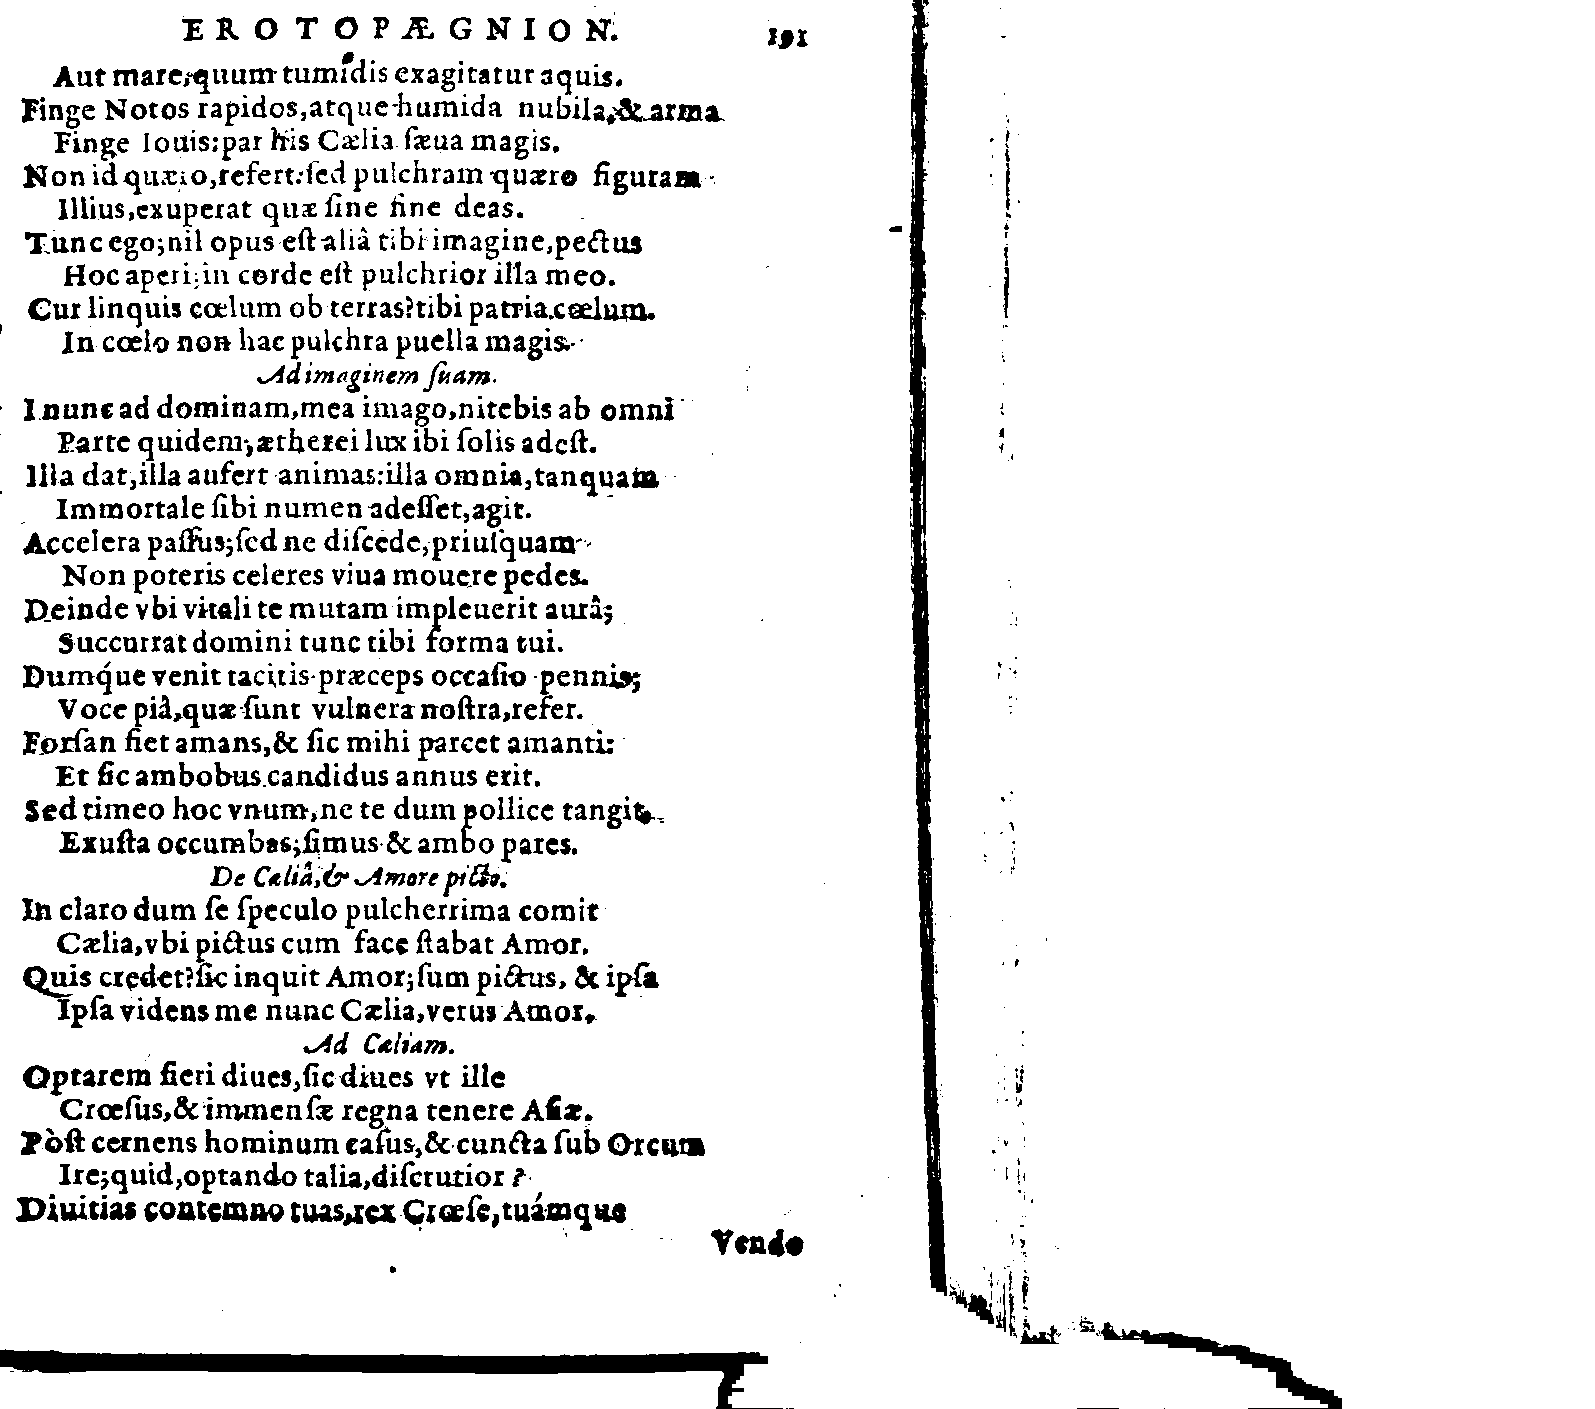 EROTOPÆGNION. 191
Aut mare,quum tumidis exagitatur aquis.
Finge Notos rapidos,atque humida nubila,& arma
Finge Iouis:par his Cælia ſæua magis.
Non id quæro,refert:ſed pulchram quæro figuram
Illius,exuperat quæ ſine fine deas.
Tunc ego;nil opus eſt aliâ tibi imagine,pectus
Hoc aperi;in corde eſt pulchrior illa meo.
Cur linquis cœlum ob terras?tibi patria cœlum.
In cœlo non hac pulchra puella magis.
Ad imaginem ſuam.
I nunc ad dominam,mea imago,nitebis ab omni
Parte quidem;ætherei lux ibi ſolis adeſt.
Illa dat,illa aufert animas:illa omnia,tanquam
Immortale ſibi numen adeſſet,agit.
Accelera paſſus;ſed ne diſcede,priuſquam
Non poteris celeres viua mouere pedes.
Deinde vbi vitali te mutam impleuerit aurâ;
Succurrat domini tunc tibi forma tui.
Dumq́ue venit tacitis præceps occaſio pennis;
Voce piâ,quæ ſunt vulnera noſtra,refer.
Forſan fiet amans,& ſic mihi parcet amanti:
Et ſic ambobus candidus annus erit.
Sed timeo hoc vnum,ne te dum pollice tangit,
Exuſta occumbas;ſimus & ambo pares.
De Cæliâ,& Amore picto.
In claro dum ſe ſpeculo pulcherrima comit
Cælia,vbi pictus cum face ſtabat Amor.
Quis credet?ſic inquit Amor;ſum pictus, & ipſa
Ipſa videns me nunc Cælia,verus Amor.
Ad Cæliam.
Optarem fieri diues,ſic diues vt ille
Crœſus,& immenſæ regna tenere Aſiæ.
Pòſt cernens hominum caſus,& cuncta ſub Orcum
Ire;quid,optando talia,diſcrutior ?
Diuitias contemno tuas,rex Crœſe,tuámque
Vendo